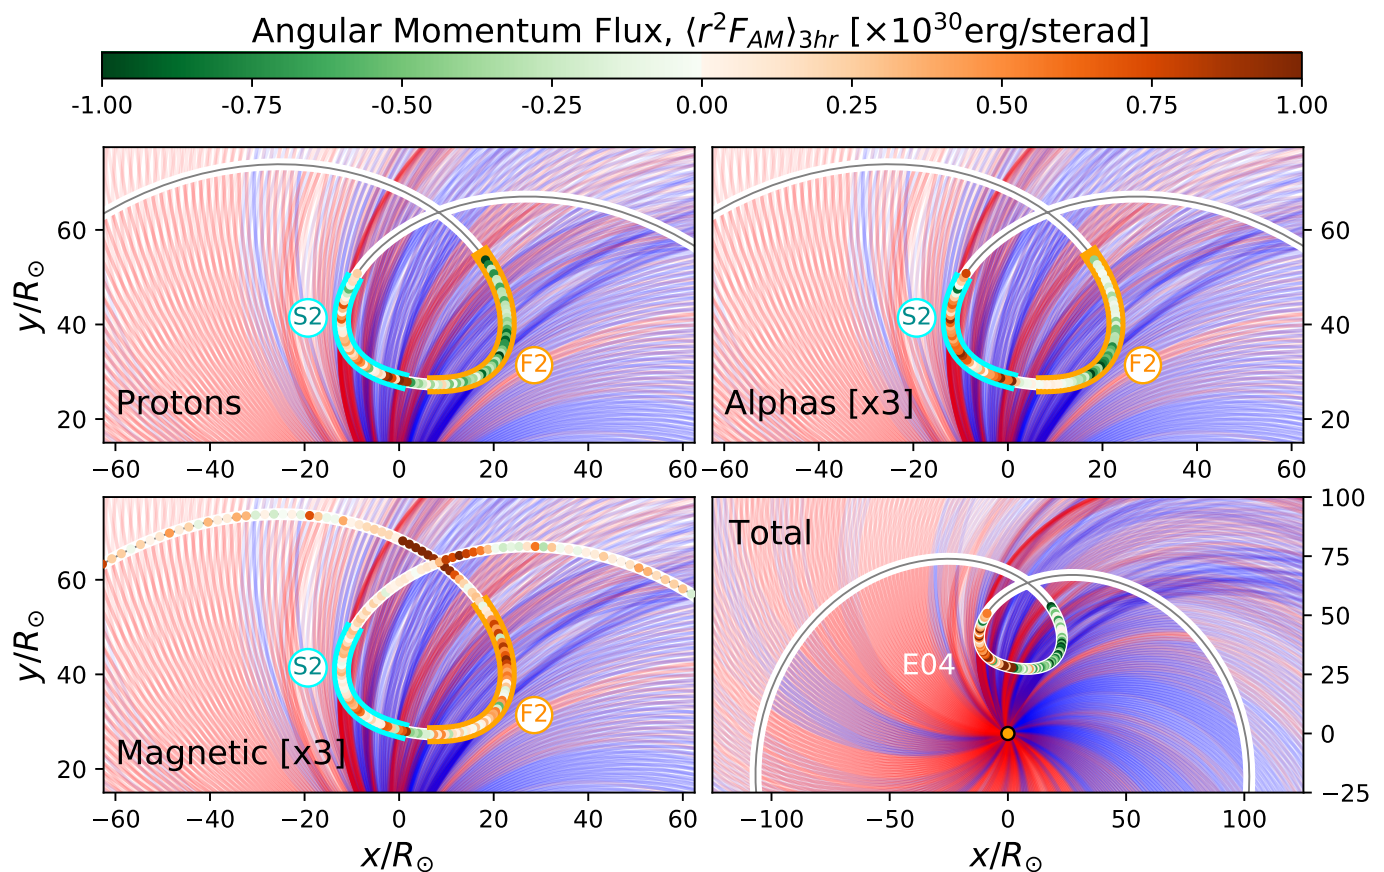 Angular Momentum Flux, ⟨r²F_AM⟩_3hr [×10³⁰erg/sterad]
-1.00 -0.75 -0.50 -0.25 0.00 0.25 0.50 0.75 1.00
y/R☉
60
40
20
S2
F2
Protons
−60 −40 −20 0 20 40 60
60
40
20
S2
F2
Alphas [x3]
−60 −40 −20 0 20 40 60
y/R☉
60
40
20
S2
F2
Magnetic [x3]
−60 −40 −20 0 20 40 60
x/R☉
Total
E04
100
75
50
25
0
−25
−100 −50 0 50 100
x/R☉